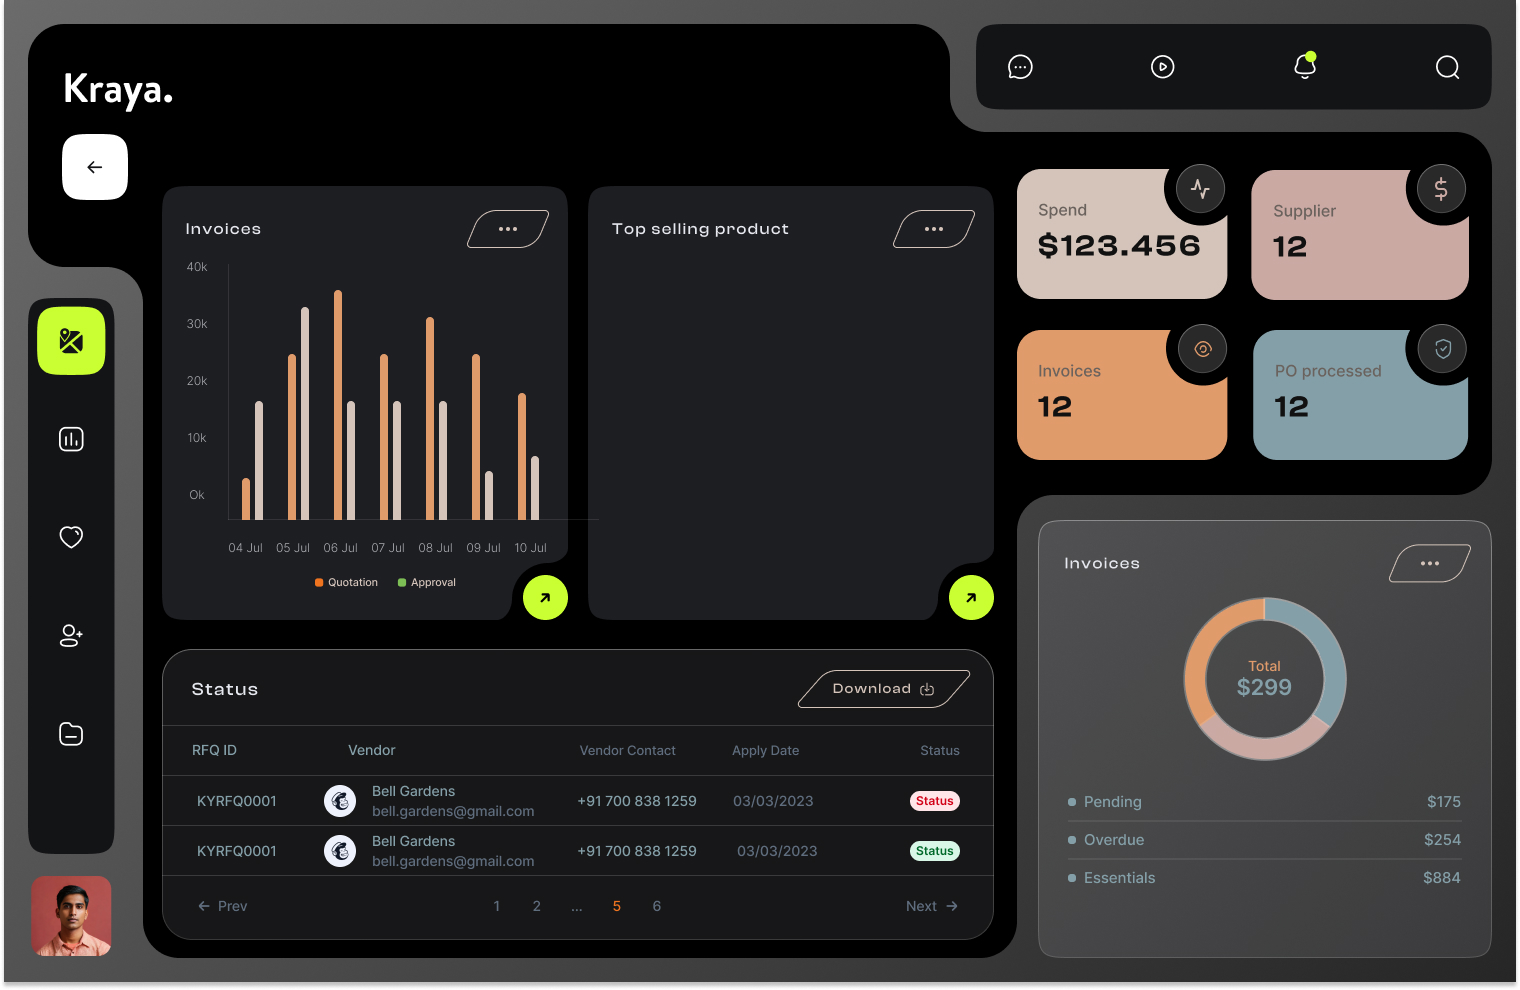 Kraya.
Invoices
40k
30k
20k
10k
Ok
04 Jul 05 Jul 06 Jul 07 Jul 08 Jul 09 Jul 10 Jul
Quotation Approval
Top selling product
Spend
$123.456
Supplier
12
Invoices
12
PO processed
12
Status
Download
RFQ ID Vendor Vendor Contact Apply Date Status
KYRFQ0001 Bell Gardens +91 700 838 1259 03/03/2023 Status
bell.gardens@gmail.com
KYRFQ0001 Bell Gardens +91 700 838 1259 03/03/2023 Status
bell.gardens@gmail.com
Prev 1 2 ... 5 6 Next
Invoices
Total
$299
Pending $175
Overdue $254
Essentials $884